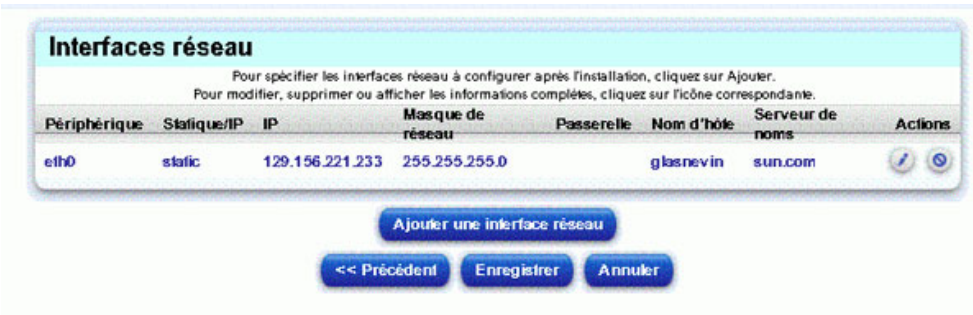 Interfaces réseau
Pour spécifier les interfaces réseau à configurer après l'installation, cliquez sur Ajouter.
Pour modifier, supprimer ou afficher les informations complètes, cliquez sur l'icône correspondante.
Périphérique Statique/IP IP Masque de réseau Passerelle Nom d'hôte Serveur de noms Actions
eth0 static 129.156.221.233 255.255.255.0 glasnevin sun.com
Ajouter une interface réseau
<< Précédent Enregistrer Annuler